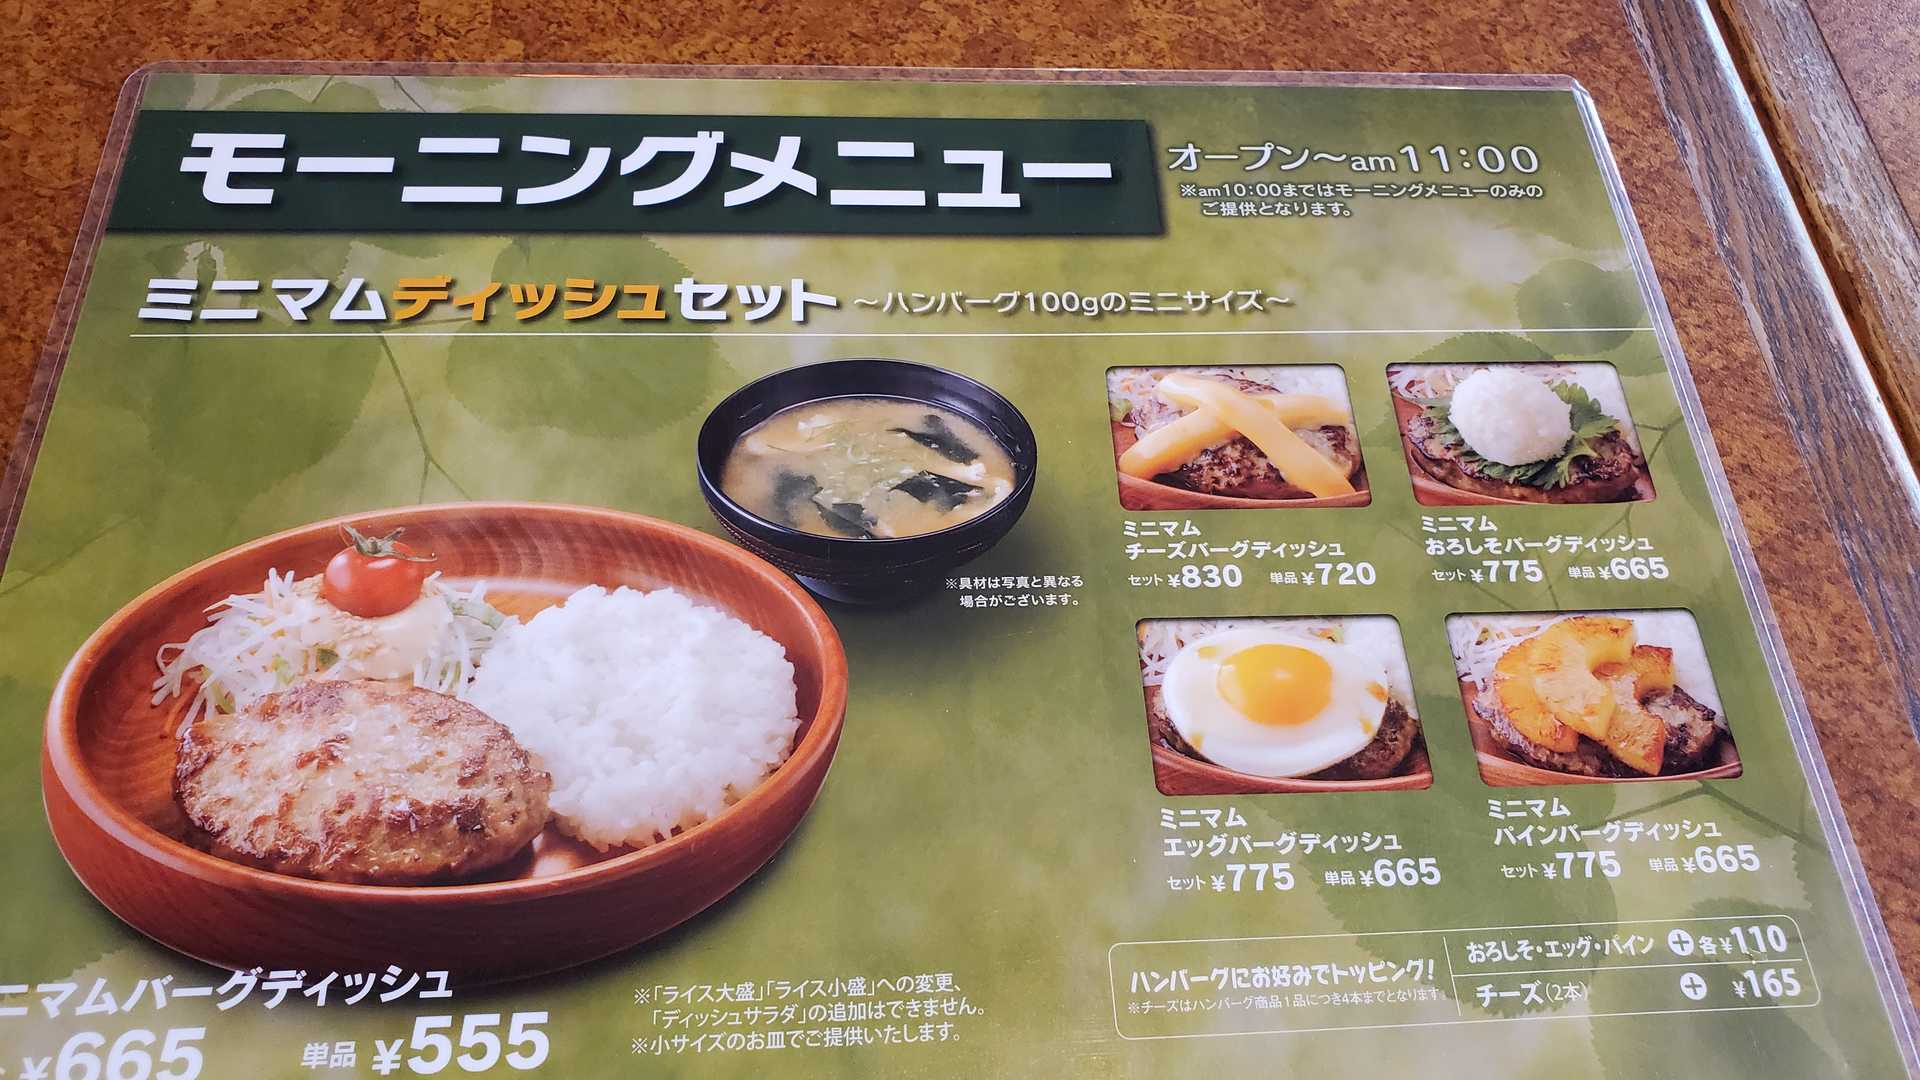 モーニングメニュー
オープン〜am11:00
※am10:00まではモーニングメニューのみの
ご提供となります。
ミニマムディッシュセット 〜ハンバーグ100gのミニサイズ〜
※具材は写真と異なる
場合がございます。
ミニマム
チーズバーグディッシュ
セット ¥830 単品 ¥720
ミニマム
おろしそバーグディッシュ
セット ¥775 単品 ¥665
ミニマム
エッグバーグディッシュ
セット ¥775 単品 ¥665
ミニマム
パインバーグディッシュ
セット ¥775 単品 ¥665
ニマムバーグディッシュ
¥665 単品 ¥555
※「ライス大盛」「ライス小盛」への変更、
「ディッシュサラダ」の追加はできません。
※小サイズのお皿でご提供いたします。
ハンバーグにお好みでトッピング!
※チーズはハンバーグ商品1品につき4本までとなります
おろしそ・エッグ・パイン + 各¥110
チーズ(2本) + ¥165